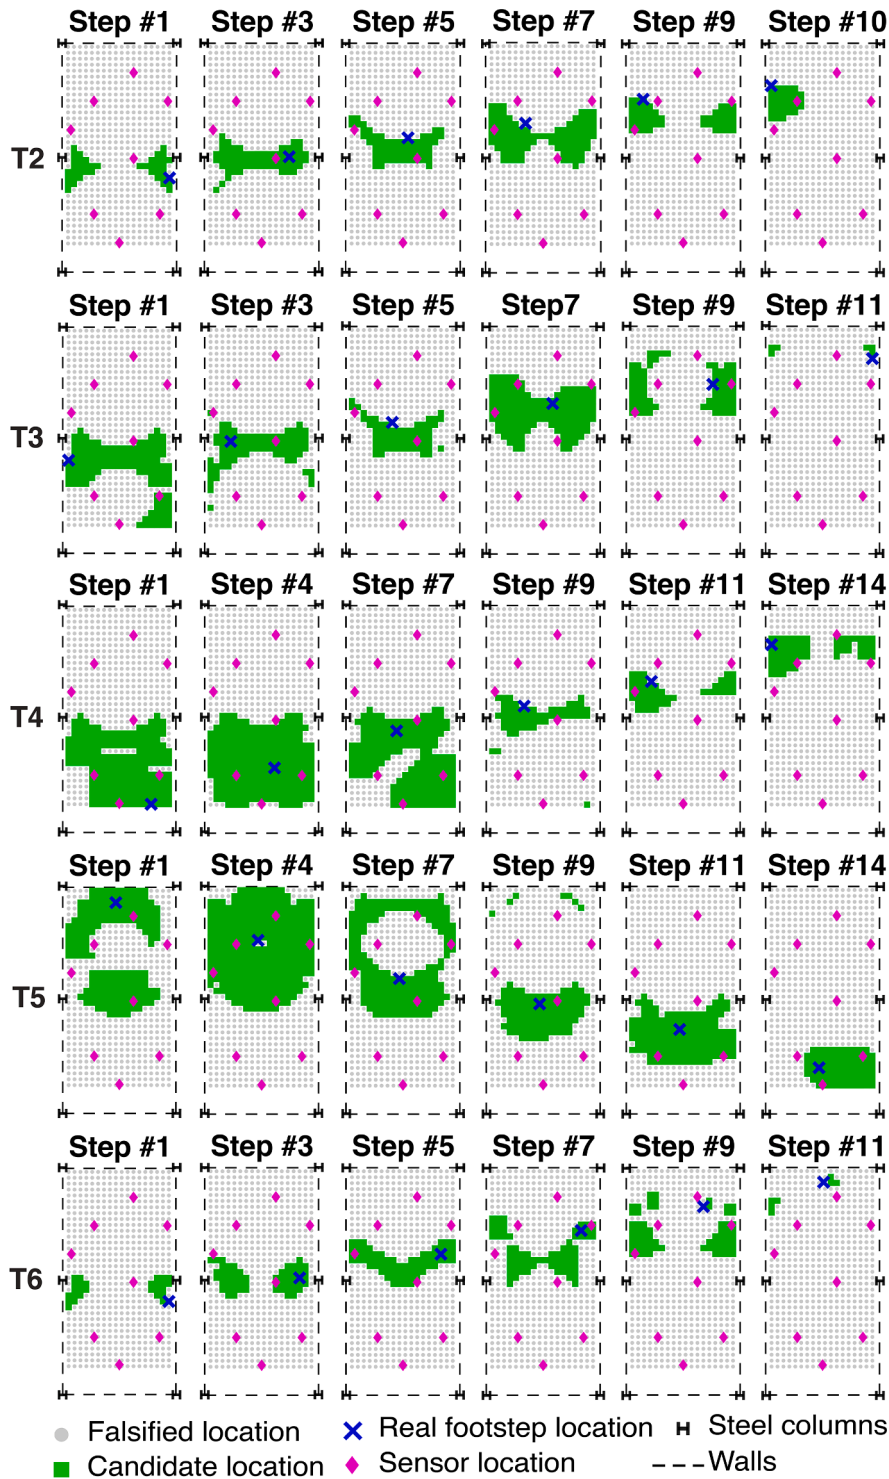 Step #1 Step #3 Step #5 Step #7 Step #9 Step #10
T2
Step #1 Step #3 Step #5 Step7 Step #9 Step #11
T3
Step #1 Step #4 Step #7 Step #9 Step #11 Step #14
T4
Step #1 Step #4 Step #7 Step #9 Step #11 Step #14
T5
Step #1 Step #3 Step #5 Step #7 Step #9 Step #11
T6
Falsified location Real footstep location Steel columns
Candidate location Sensor location Walls